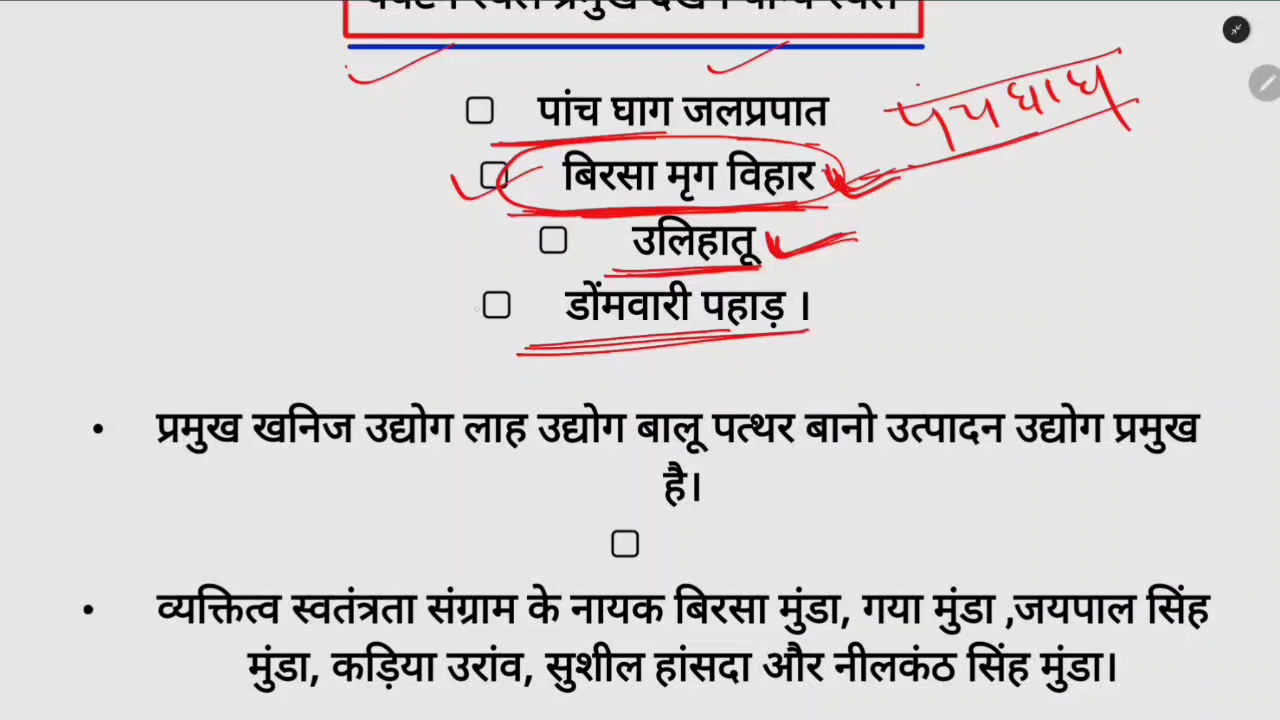 पांच घाग जलप्रपात
पंचघाघ
बिरसा मृग विहार
उलिहातू
डोंमवारी पहाड़ ।
• प्रमुख खनिज उद्योग लाह उद्योग बालू पत्थर बानो उत्पादन उद्योग प्रमुख
है।
• व्यक्तित्व स्वतंत्रता संग्राम के नायक बिरसा मुंडा, गया मुंडा ,जयपाल सिंह
मुंडा, कड़िया उरांव, सुशील हांसदा और नीलकंठ सिंह मुंडा।